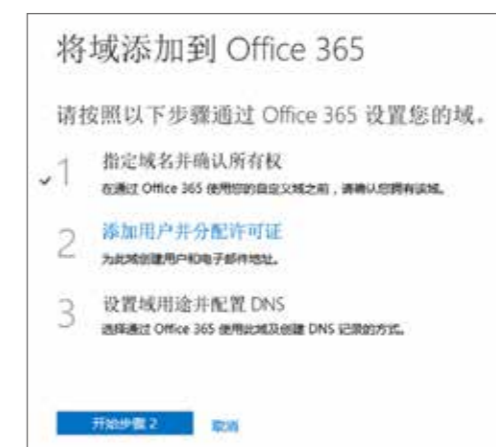 将域添加到 Office 365
请按照以下步骤通过 Office 365 设置您的域。
✓1 指定域名并确认所有权
在通过 Office 365 使用您的自定义域之前，请确认您拥有该域。
2 添加用户并分配许可证
为此域创建用户和电子邮件地址。
3 设置域用途并配置 DNS
选择通过 Office 365 使用此域及创建 DNS 记录的方式。
开始步骤 2 取消